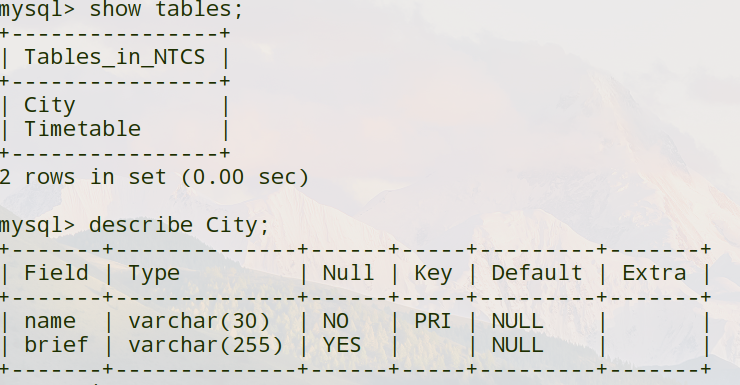 mysql> show tables;
+----------------+
| Tables_in_NTCS |
+----------------+
| City           |
| Timetable      |
+----------------+
2 rows in set (0.00 sec)

mysql> describe City;
+-------+--------------+------+-----+---------+-------+
| Field | Type         | Null | Key | Default | Extra |
+-------+--------------+------+-----+---------+-------+
| name  | varchar(30)  | NO   | PRI | NULL    |       |
| brief | varchar(255) | YES  |     | NULL    |       |
+-------+--------------+------+-----+---------+-------+